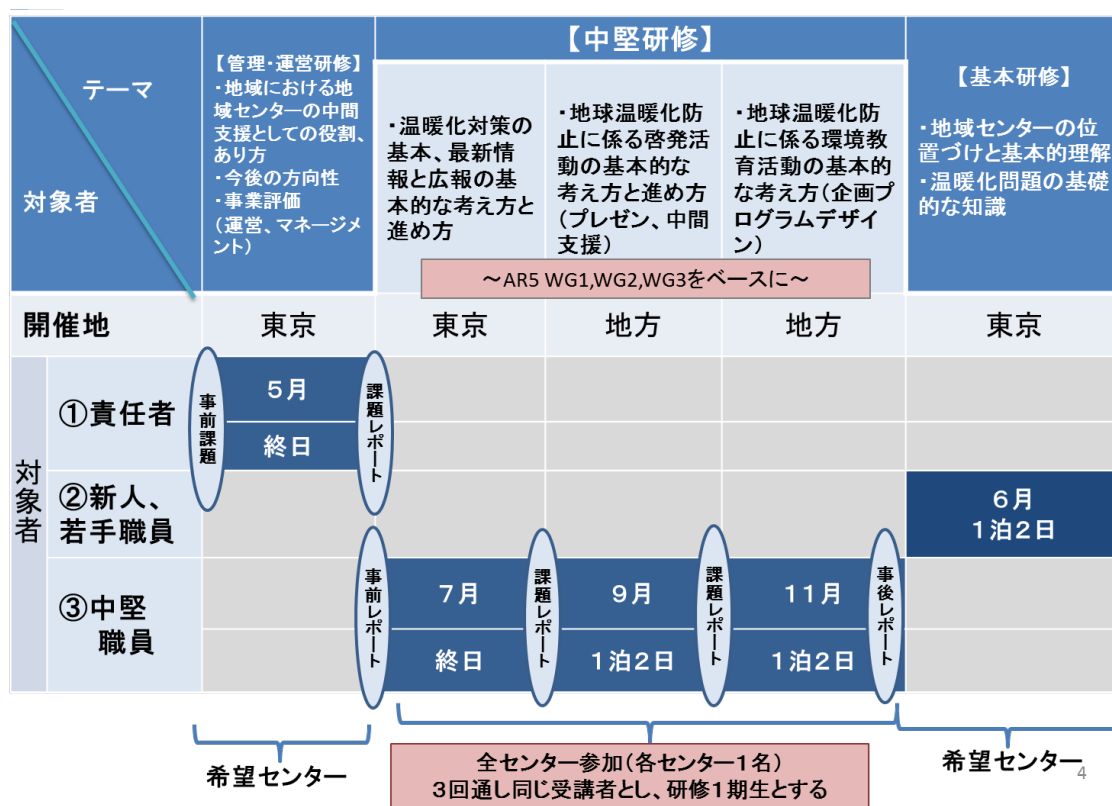 テーマ
対象者
【管理・運営研修】
・地域における地
域センターの中間
支援としての役割、
あり方
・今後の方向性
・事業評価
(運営、マネージメ
ント)
【中堅研修】
・温暖化対策の
基本、最新情
報と広報の基
本的な考え方と
進め方
・地球温暖化防
止に係る啓発活
動の基本的な
考え方と進め方
(プレゼン、中間
支援)
・地球温暖化防
止に係る環境教
育活動の基本的
な考え方(企画プ
ログラムデザイ
ン)
～AR5 WG1,WG2,WG3をベースに～
【基本研修】
・地域センターの位
置づけと基本的理解
・温暖化問題の基礎
的な知識
開催地
東京
東京
地方
地方
東京
対象者
①責任者
事前課題
5月
終日
課題レポート
②新人、
若手職員
6月
1泊2日
③中堅
職員
事前レポート
7月
終日
課題レポート
9月
1泊2日
課題レポート
11月
1泊2日
事後レポート
希望センター
全センター参加(各センター1名)
3回通し同じ受講者とし、研修1期生とする
希望センター
4